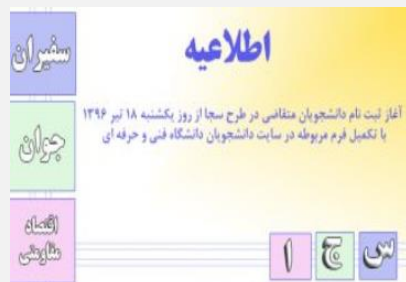 اطلاعیه
آغاز ثبت نام دانشجویان متقاضی در طرح سجا از روز یکشنبه ۱۸ تیر ۱۳۹۶
با تکمیل فرم مربوطه در سایت دانشجویان دانشگاه فنی و حرفه ای
سفیران
جوان
اقتصاد
مقاومتی
س ج ا